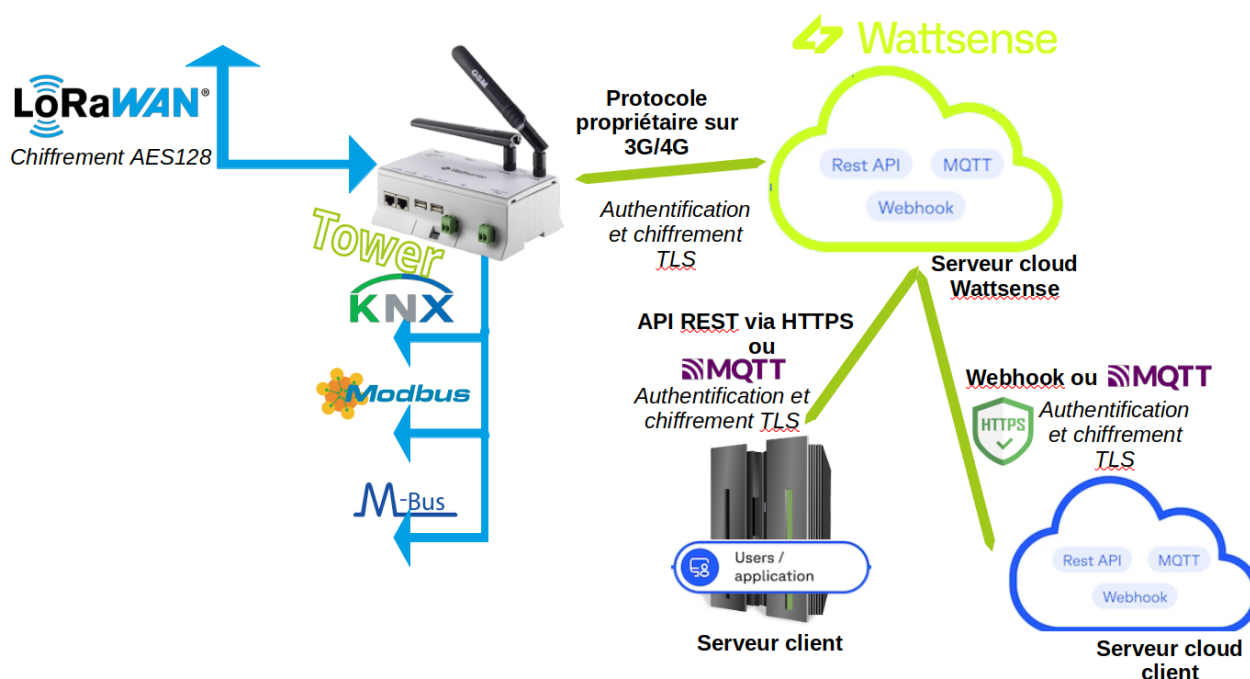 Wattsense
LoRaWAN®
Chiffrement AES128
GSM
Wattsense
Tower
Protocole
propriétaire sur
3G/4G
Authentification
et chiffrement
TLS
Rest API
MQTT
Webhook
Serveur cloud
Wattsense
KNX
Modbus
M-Bus
API REST via HTTPS
ou
MQTT
Authentification et
chiffrement TLS
Users /
application
Serveur client
Webhook ou MQTT
HTTPS
Authentification
et chiffrement
TLS
Rest API
MQTT
Webhook
Serveur cloud
client